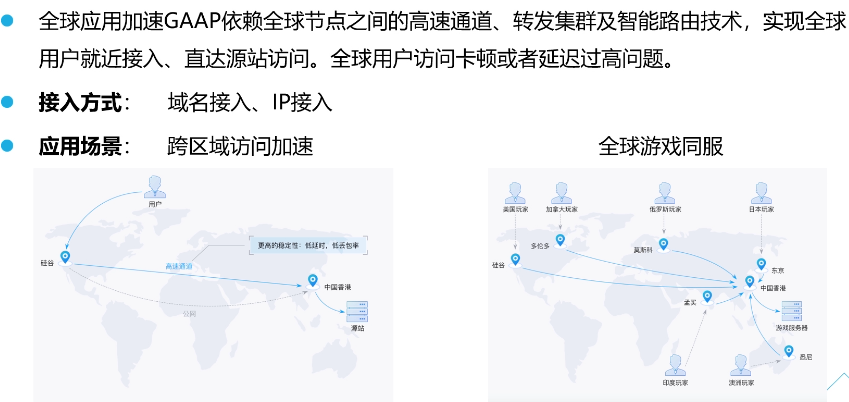 全球应用加速GAAP依赖全球节点之间的高速通道、转发集群及智能路由技术，实现全球
用户就近接入、直达源站访问。全球用户访问卡顿或者延迟过高问题。
接入方式： 域名接入、IP接入
应用场景： 跨区域访问加速 全球游戏同服
用户
更高的稳定性：低延时，低丢包率
硅谷
高速通道
中国香港
公网
源站
美国玩家 加拿大玩家 俄罗斯玩家 日本玩家
多伦多
莫斯科
硅谷
东京
中国香港
孟买
游戏服务器
悉尼
印度玩家 澳洲玩家